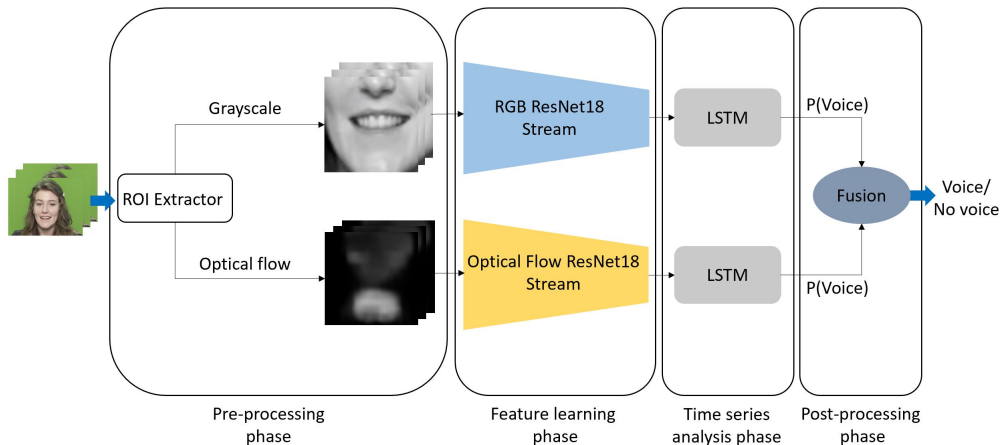 Grayscale
ROI Extractor
Optical flow
RGB ResNet18
Stream
Optical Flow ResNet18
Stream
LSTM
LSTM
P(Voice)
P(Voice)
Fusion
Voice/
No voice
Pre-processing
phase
Feature learning
phase
Time series
analysis phase
Post-processing
phase